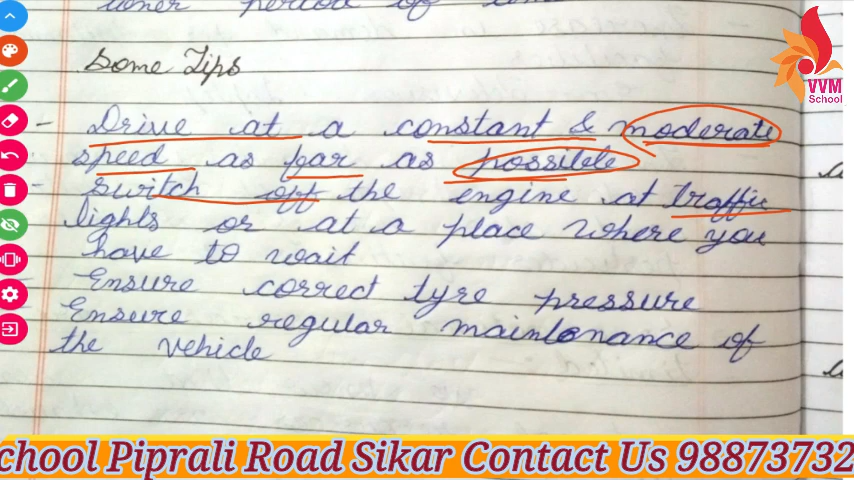 Some Tips
- Drive at a constant & moderate
speed as far as possible
- switch off the engine at traffic
lights or at a place where you
have to wait
Ensure correct tyre pressure
Ensure regular maintenance of
the vehicle
VVM
School
chool Piprali Road Sikar Contact Us 98873732